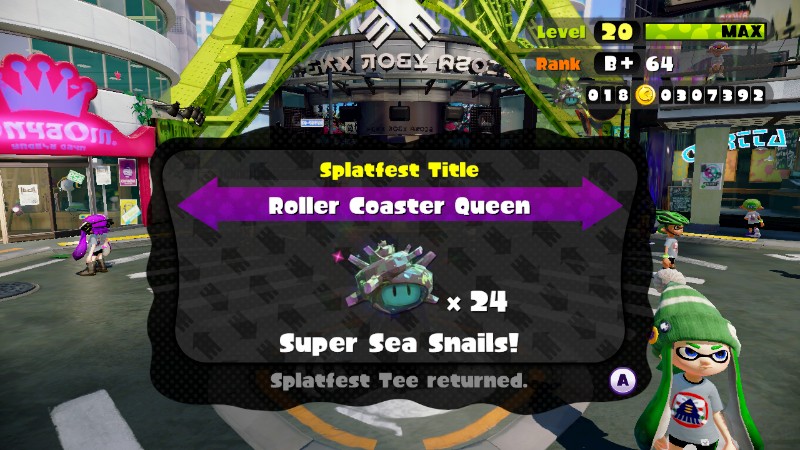 Level 20 MAX
Rank B+ 64
018 0307392
Splatfest Title
Roller Coaster Queen
× 24
Super Sea Snails!
Splatfest Tee returned.
A